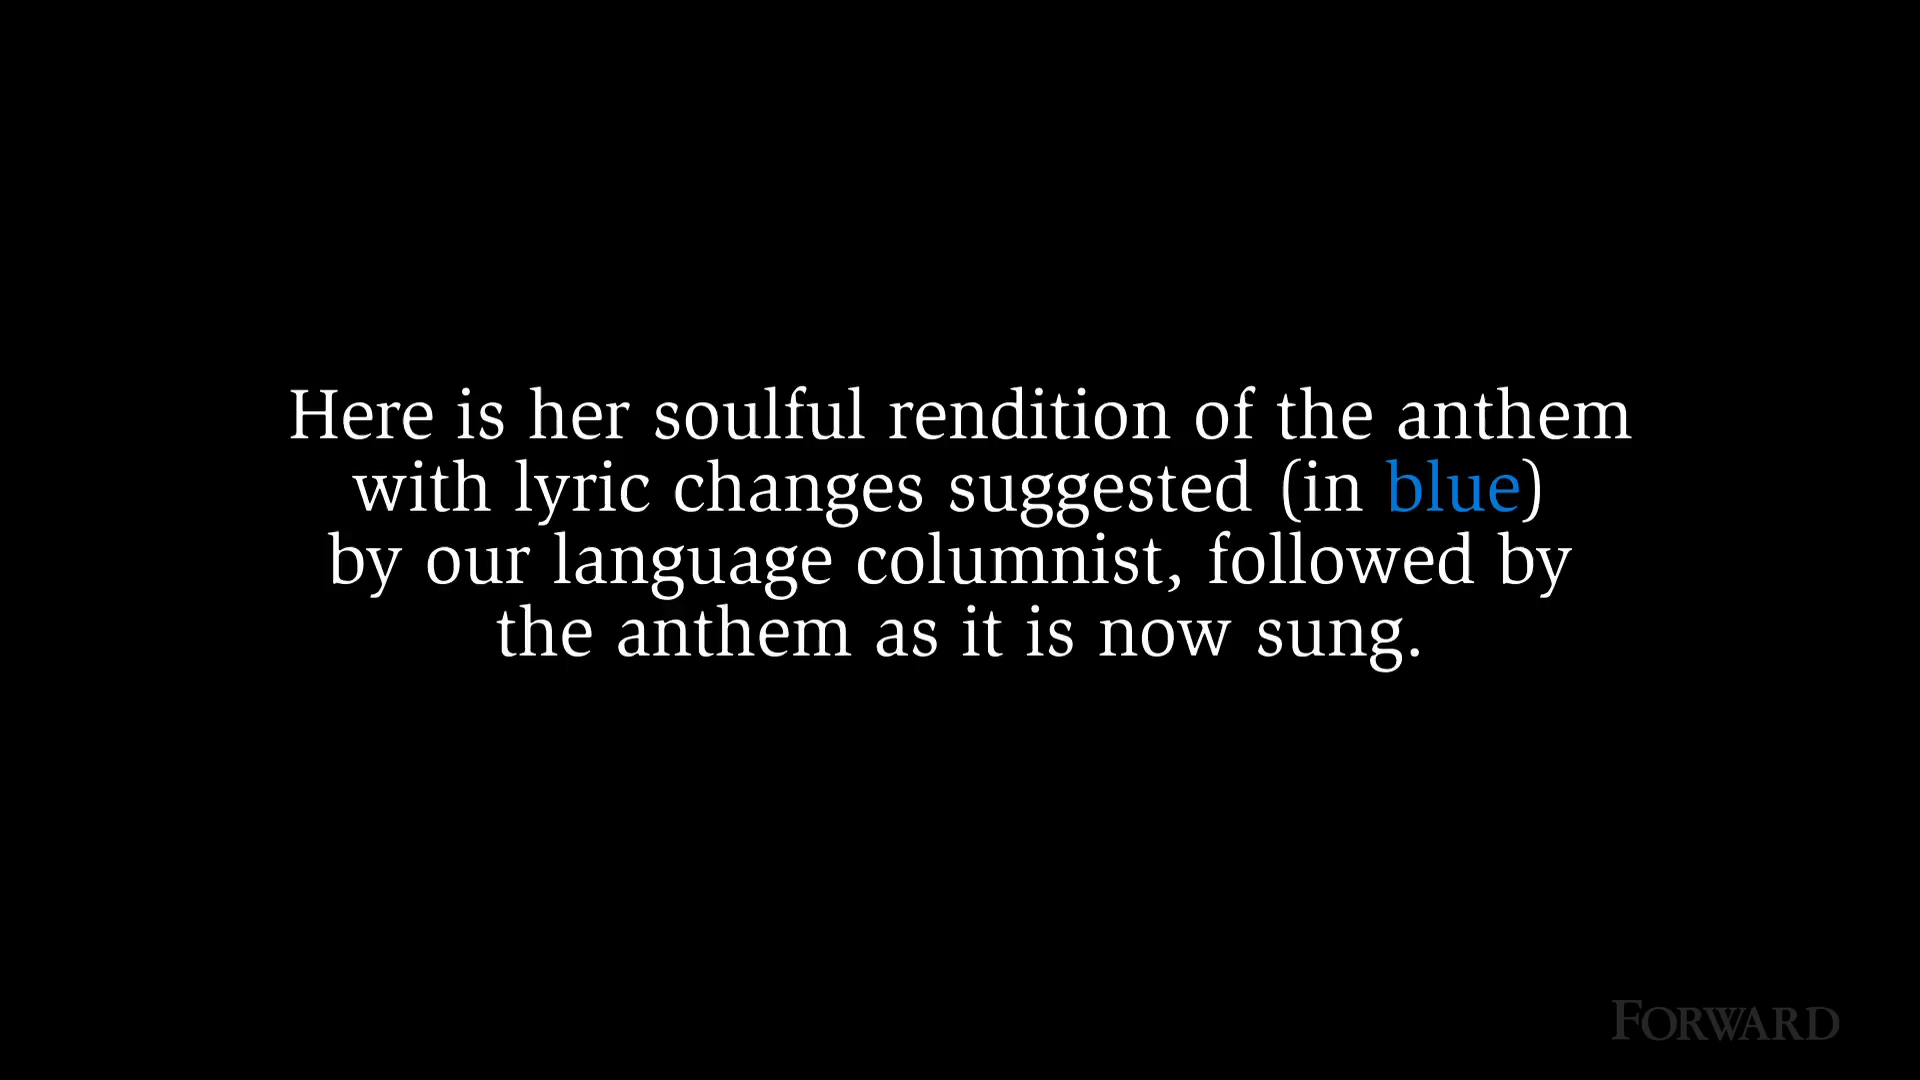 Here is her soulful rendition of the anthem
with lyric changes suggested (in blue)
by our language columnist, followed by
the anthem as it is now sung.
FORWARD